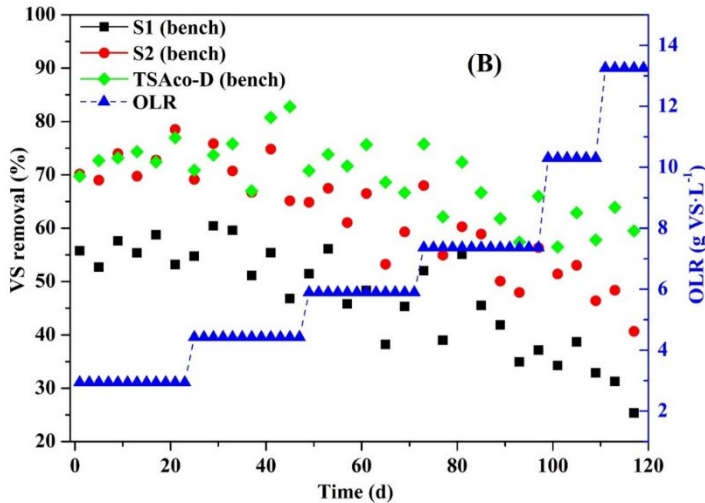 S1 (bench)
S2 (bench)
TSAco-D (bench)
OLR
(B)
VS removal (%)
100
90
80
70
60
50
40
30
20
OLR (g VS·L⁻¹)
15
14
12
10
8
6
4
2
0 20 40 60 80 100 120
Time (d)